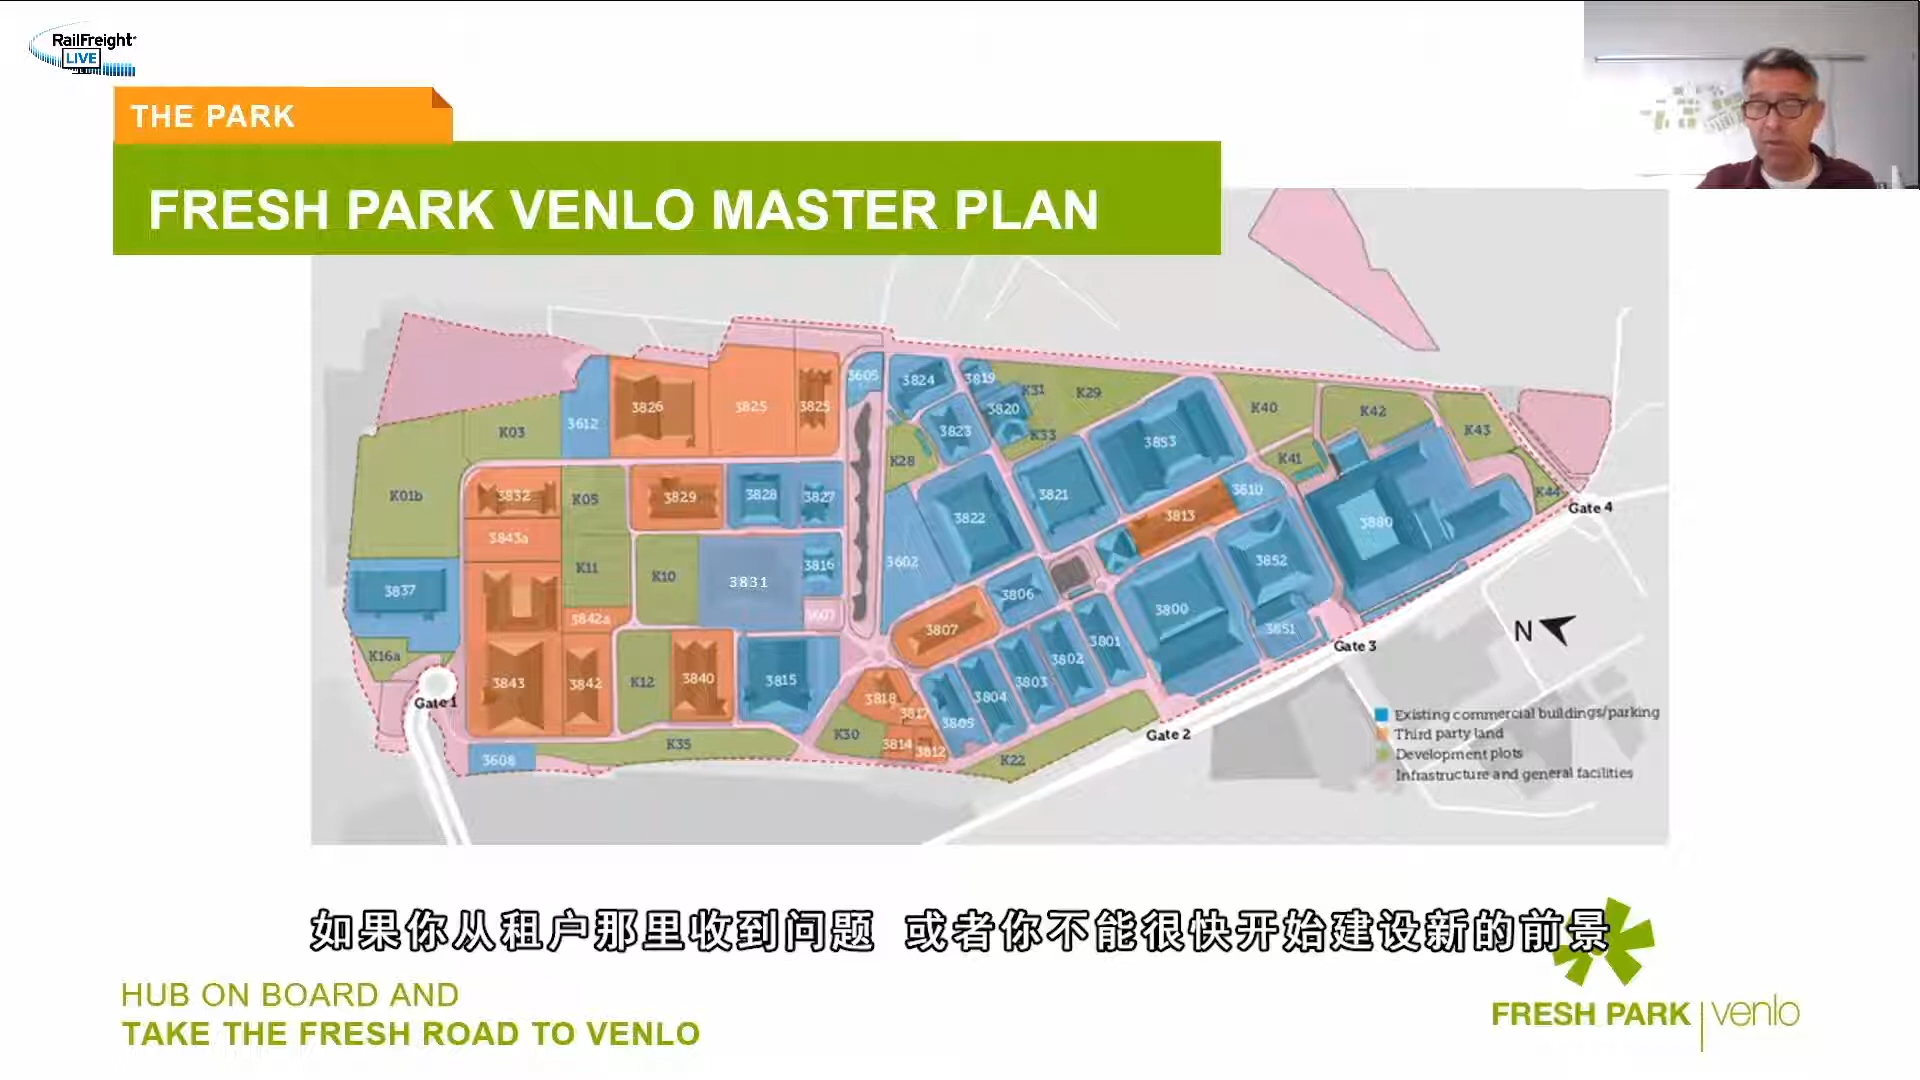 RailFreight
LIVE
THE PARK
FRESH PARK VENLO MASTER PLAN
3605
3824
3819
K31
K29
3820
K33
3823
K28
3826
3825
3825
3612
K03
K01b
K40
K42
K43
K41
K44
3853
3821
3822
3610
3813
3880
Gate 4
3832
K05
3829
3828
3827
3843a
K11
K10
3831
3816
3602
3852
3837
3842a
3607
3806
3800
3807
3851
N
Gate 3
K16a
3843
3842
K12
3840
3815
3801
3802
3803
3804
3805
Gate 1
3818
3817
K30
3814
3812
K35
3608
K22
Gate 2
Existing commercial buildings/parking
Third party land
Development plots
Infrastructure and general facilities
如果你从租户那里收到问题 或者你不能很快开始建设新的前景
HUB ON BOARD AND
TAKE THE FRESH ROAD TO VENLO
FRESH PARK venlo